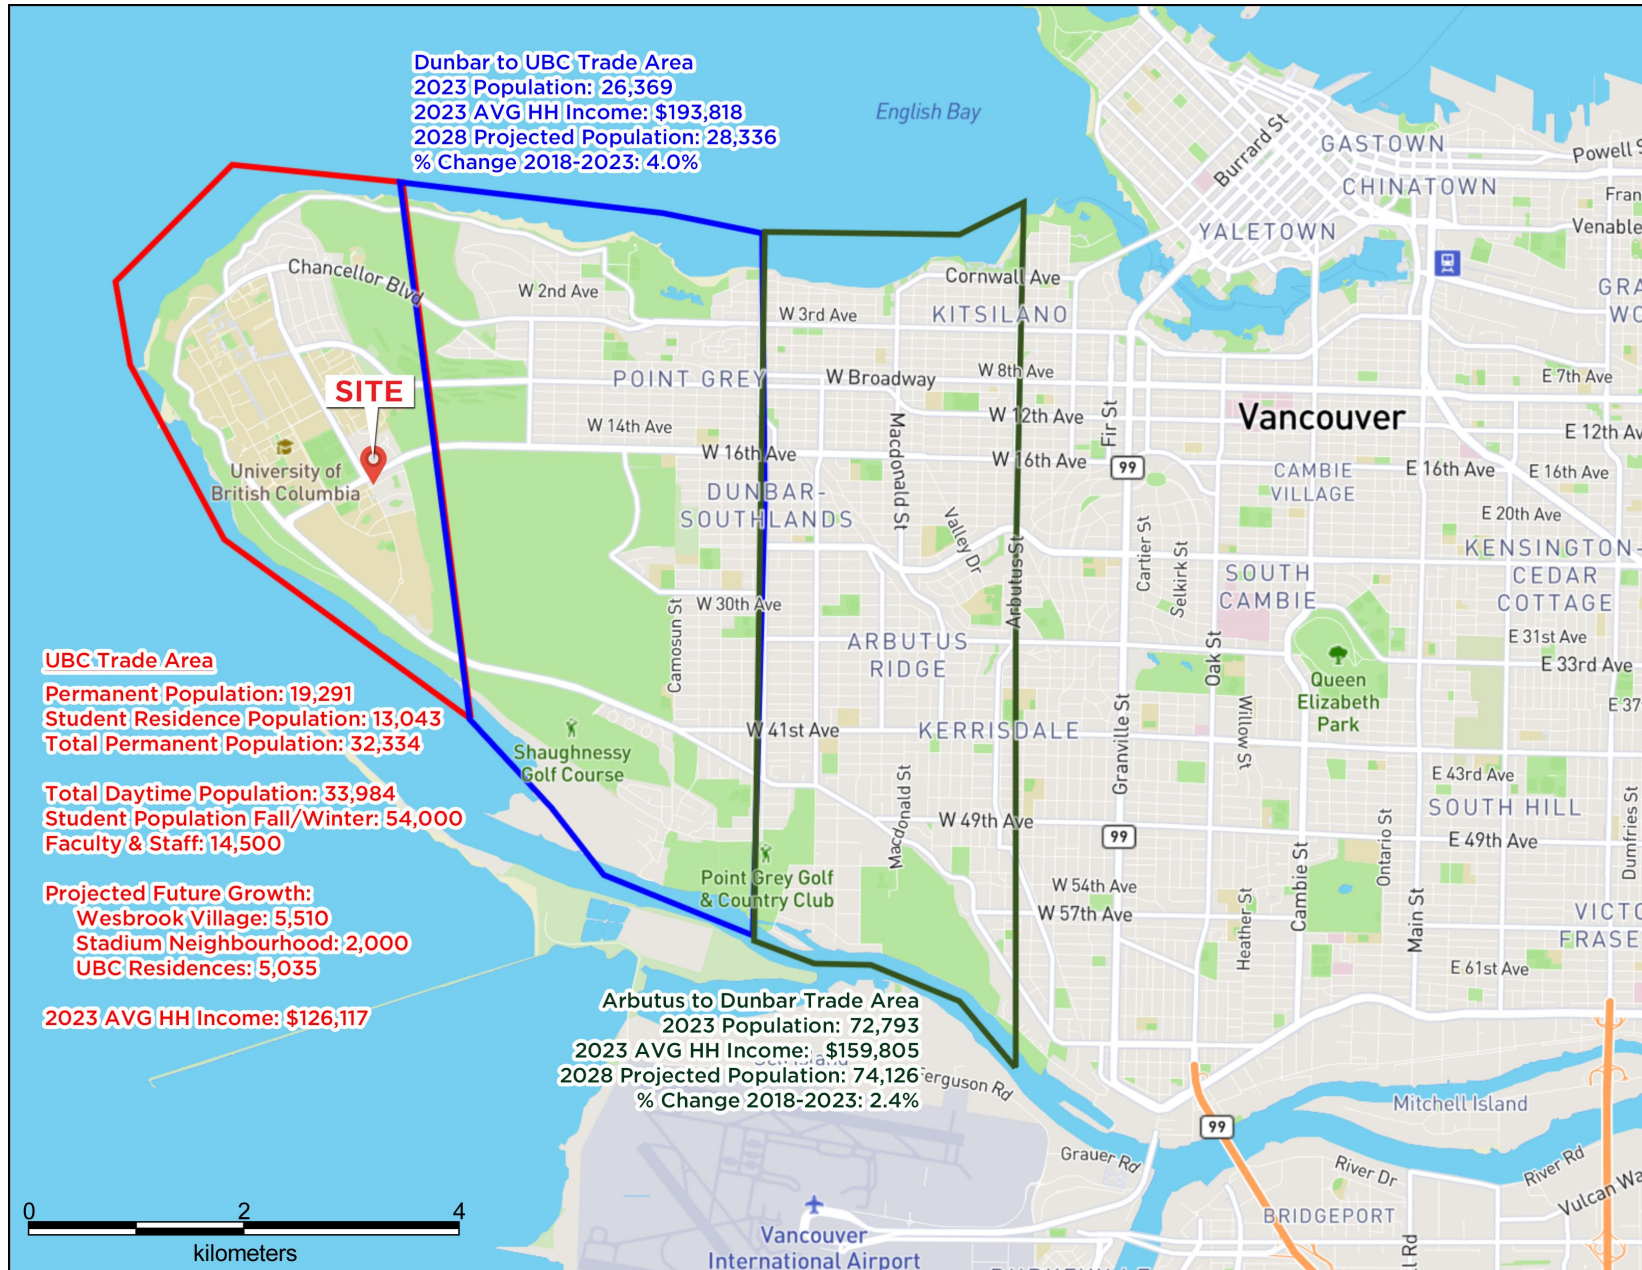 Dunbar to UBC Trade Area
2023 Population: 26,369
2023 AVG HH Income: $193,818
2028 Projected Population: 28,336
% Change 2018-2023: 4.0%
English Bay
Burrard St
GASTOWN
Powell S
CHINATOWN
Fran
Venable
YALETOWN
Chancellor Blvd
W 2nd Ave
Cornwall Ave
W 3rd Ave
KITSILANO
GRA
WO
SITE
POINT GREY
W Broadway
W 8th Ave
E 7th Ave
W 12th Ave
Fir St
Vancouver
W 14th Ave
Macdonald St
E 12th Av
W 16th Ave
W 16th Ave
99
CAMBIE
VILLAGE
E 16th Ave
E 16th Ave
University of
British Columbia
DUNBAR-
SOUTHLANDS
Valley Dr
Arbutus St
Cartier St
Selkirk St
E 20th Ave
KENSINGTON-
CEDAR
COTTAGE
SOUTH
CAMBIE
W 30th Ave
Camosun St
ARBUTUS
RIDGE
Oak St
E 31st Ave
E 33rd Ave
Queen
Elizabeth
Park
E 37
UBC Trade Area
Permanent Population: 19,291
Student Residence Population: 13,043
Total Permanent Population: 32,334
Total Daytime Population: 33,984
Student Population Fall/Winter: 54,000
Faculty & Staff: 14,500
Projected Future Growth:
Wesbrook Village: 5,510
Stadium Neighbourhood: 2,000
UBC Residences: 5,035
2023 AVG HH Income: $126,117
Shaughnessy
Golf Course
W 41st Ave
KERRISDALE
Granville St
Willow St
E 43rd Ave
SOUTH HILL
Macdonald St
W 49th Ave
99
Ontario St
E 49th Ave
Dumfries St
Point Grey Golf
& Country Club
W 54th Ave
W 57th Ave
Heather St
Cambie St
Main St
VICTO
FRASE
E 61st Ave
Arbutus to Dunbar Trade Area
2023 Population: 72,793
2023 AVG HH Income: $159,805
2028 Projected Population: 74,126
% Change 2018-2023: 2.4%
Ferguson Rd
Mitchell Island
99
Grauer Rd
River Dr
River Rd
Vulcan Wa
BRIDGEPORT
Vancouver
International Airport
0 2 4
kilometers